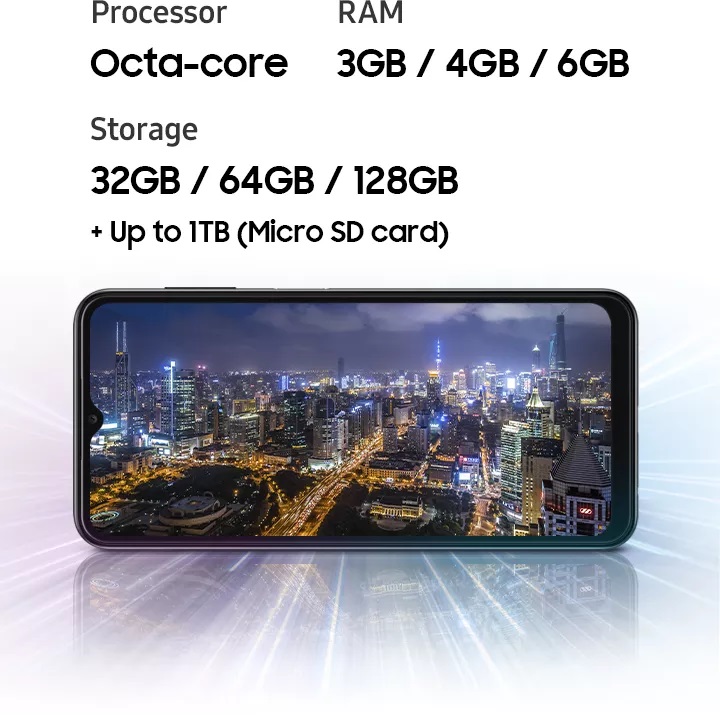 Processor
RAM
Octa-core
3GB / 4GB / 6GB
Storage
32GB / 64GB / 128GB
+ Up to 1TB (Micro SD card)